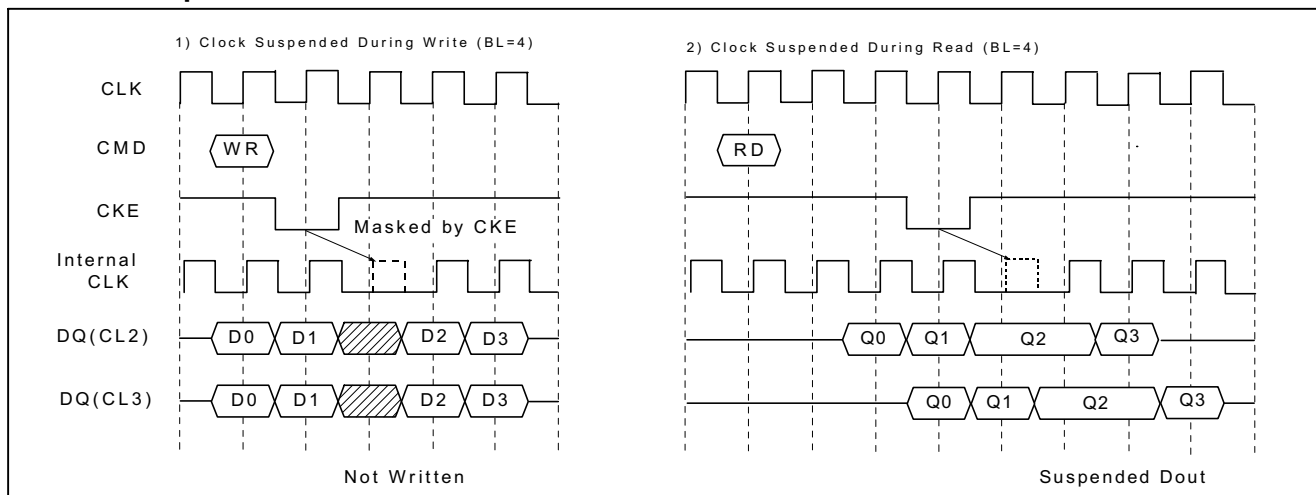 1) Clock Suspended During Write (BL=4)
2) Clock Suspended During Read (BL=4)
CLK
CMD
WR
RD
CKE
Masked by CKE
Internal
CLK
DQ(CL2)
D0 D1 D2 D3
Q0 Q1 Q2 Q3
DQ(CL3)
D0 D1 D2 D3
Q0 Q1 Q2 Q3
Not Written
Suspended Dout